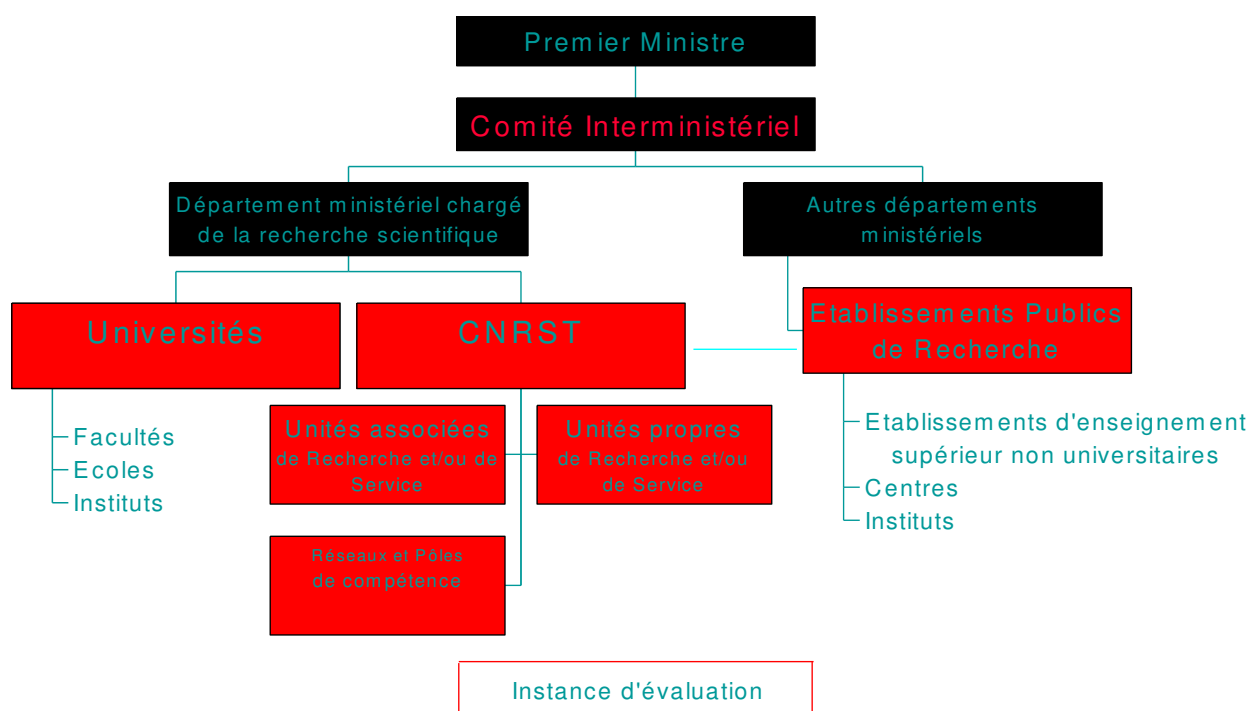 Premier Ministre
Comité Interministériel
Département ministériel chargé
de la recherche scientifique
Autres départements
ministériels
Universités
CNRST
Etablissements Publics
de Recherche
Facultés
Ecoles
Instituts
Unités associées
de Recherche et/ou de
Service
Unités propres
de Recherche et/ou
de Service
Etablissements d'enseignement
supérieur non universitaires
Centres
Instituts
Réseaux et Pôles
de compétence
Instance d'évaluation